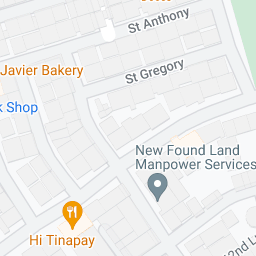 St Anthony
Javier Bakery
St Gregory
Shop
New Found Land
Manpower Services
Hi Tinapay